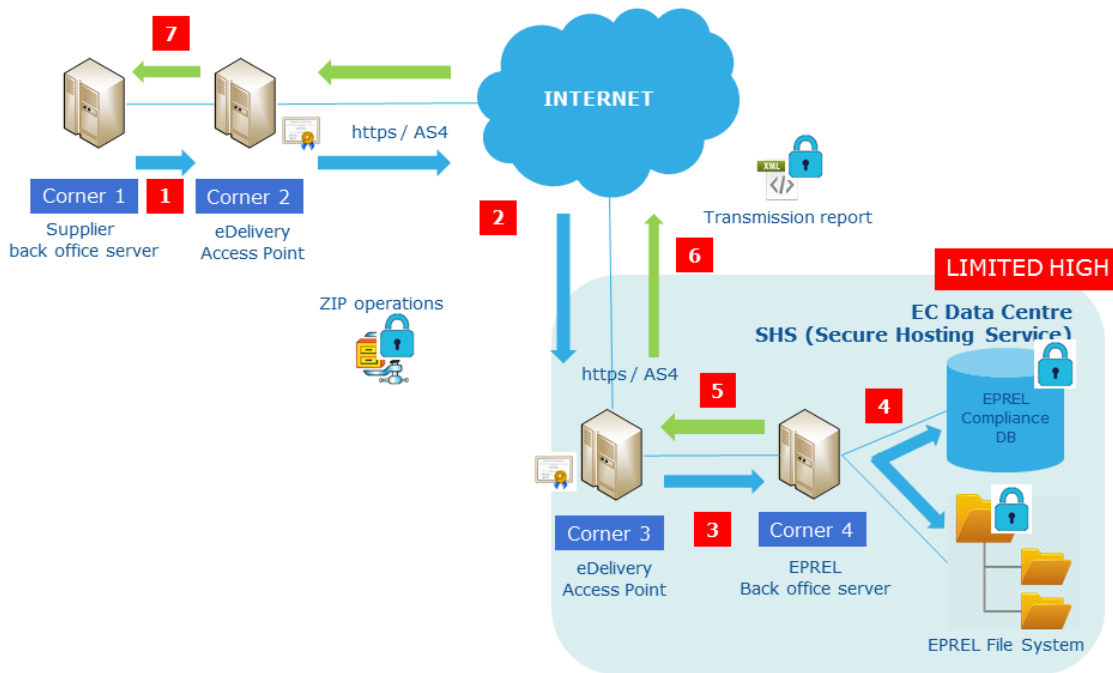 7
INTERNET
https / AS4
XML
</>
Transmission report
Corner 1
1
Corner 2
Supplier
back office server
eDelivery
Access Point
2
6
LIMITED HIGH
ZIP operations
EC Data Centre
SHS (Secure Hosting Service)
https / AS4
5
4
EPREL
Compliance
DB
Corner 3
3
Corner 4
eDelivery
Access Point
EPREL
Back office server
EPREL File System